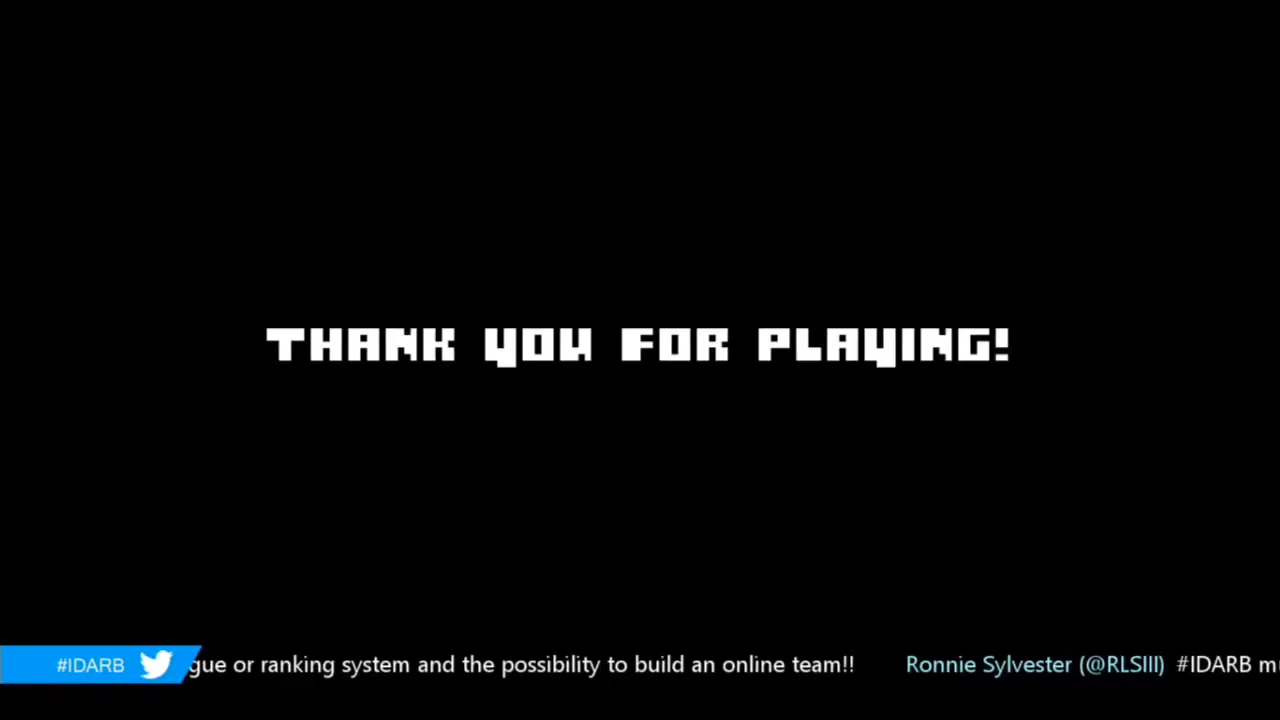 THANK YOU FOR PLAYING!
#IDARB gue or ranking system and the possibility to build an online team!! Ronnie Sylvester (@RLSIII) #IDARB